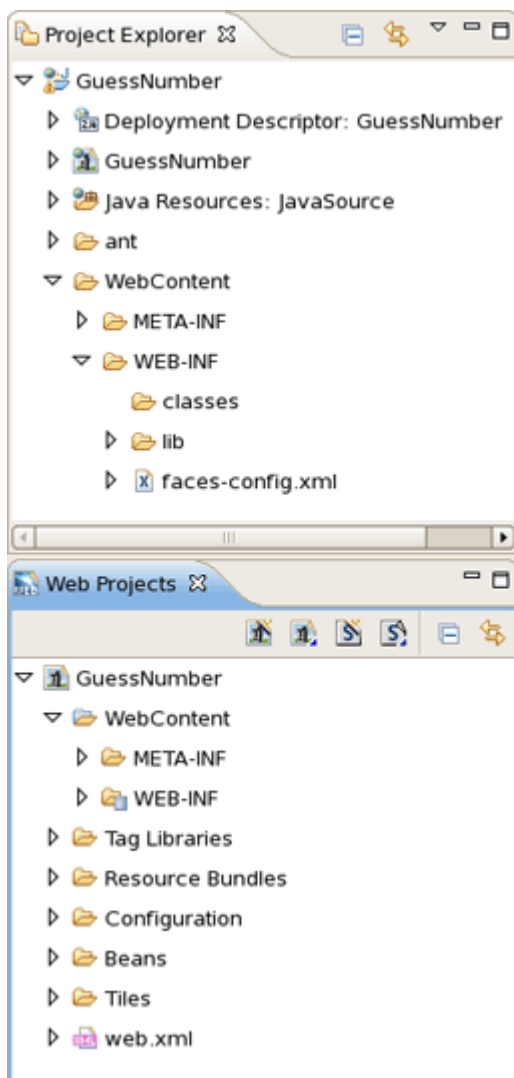 Project Explorer
GuessNumber
Deployment Descriptor: GuessNumber
GuessNumber
Java Resources: JavaSource
ant
WebContent
META-INF
WEB-INF
classes
lib
faces-config.xml
Web Projects
GuessNumber
WebContent
META-INF
WEB-INF
Tag Libraries
Resource Bundles
Configuration
Beans
Tiles
web.xml